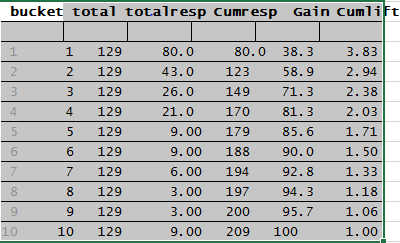 bucket total totalresp Cumresp Gain Cumlift
1 1 129 80.0 80.0 38.3 3.83
2 2 129 43.0 123 58.9 2.94
3 3 129 26.0 149 71.3 2.38
4 4 129 21.0 170 81.3 2.03
5 5 129 9.00 179 85.6 1.71
6 6 129 9.00 188 90.0 1.50
7 7 129 6.00 194 92.8 1.33
8 8 129 3.00 197 94.3 1.18
9 9 129 3.00 200 95.7 1.06
10 10 129 9.00 209 100 1.00